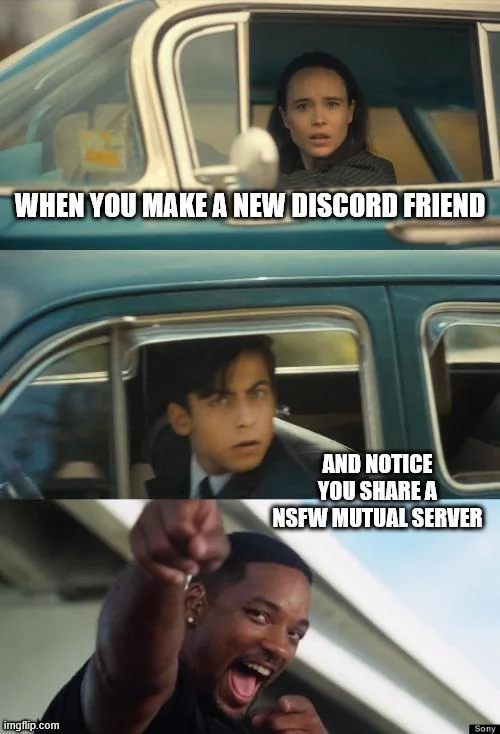 WHEN YOU MAKE A NEW DISCORD FRIEND
AND NOTICE
YOU SHARE A
NSFW MUTUAL SERVER
imgflip.com
Sony